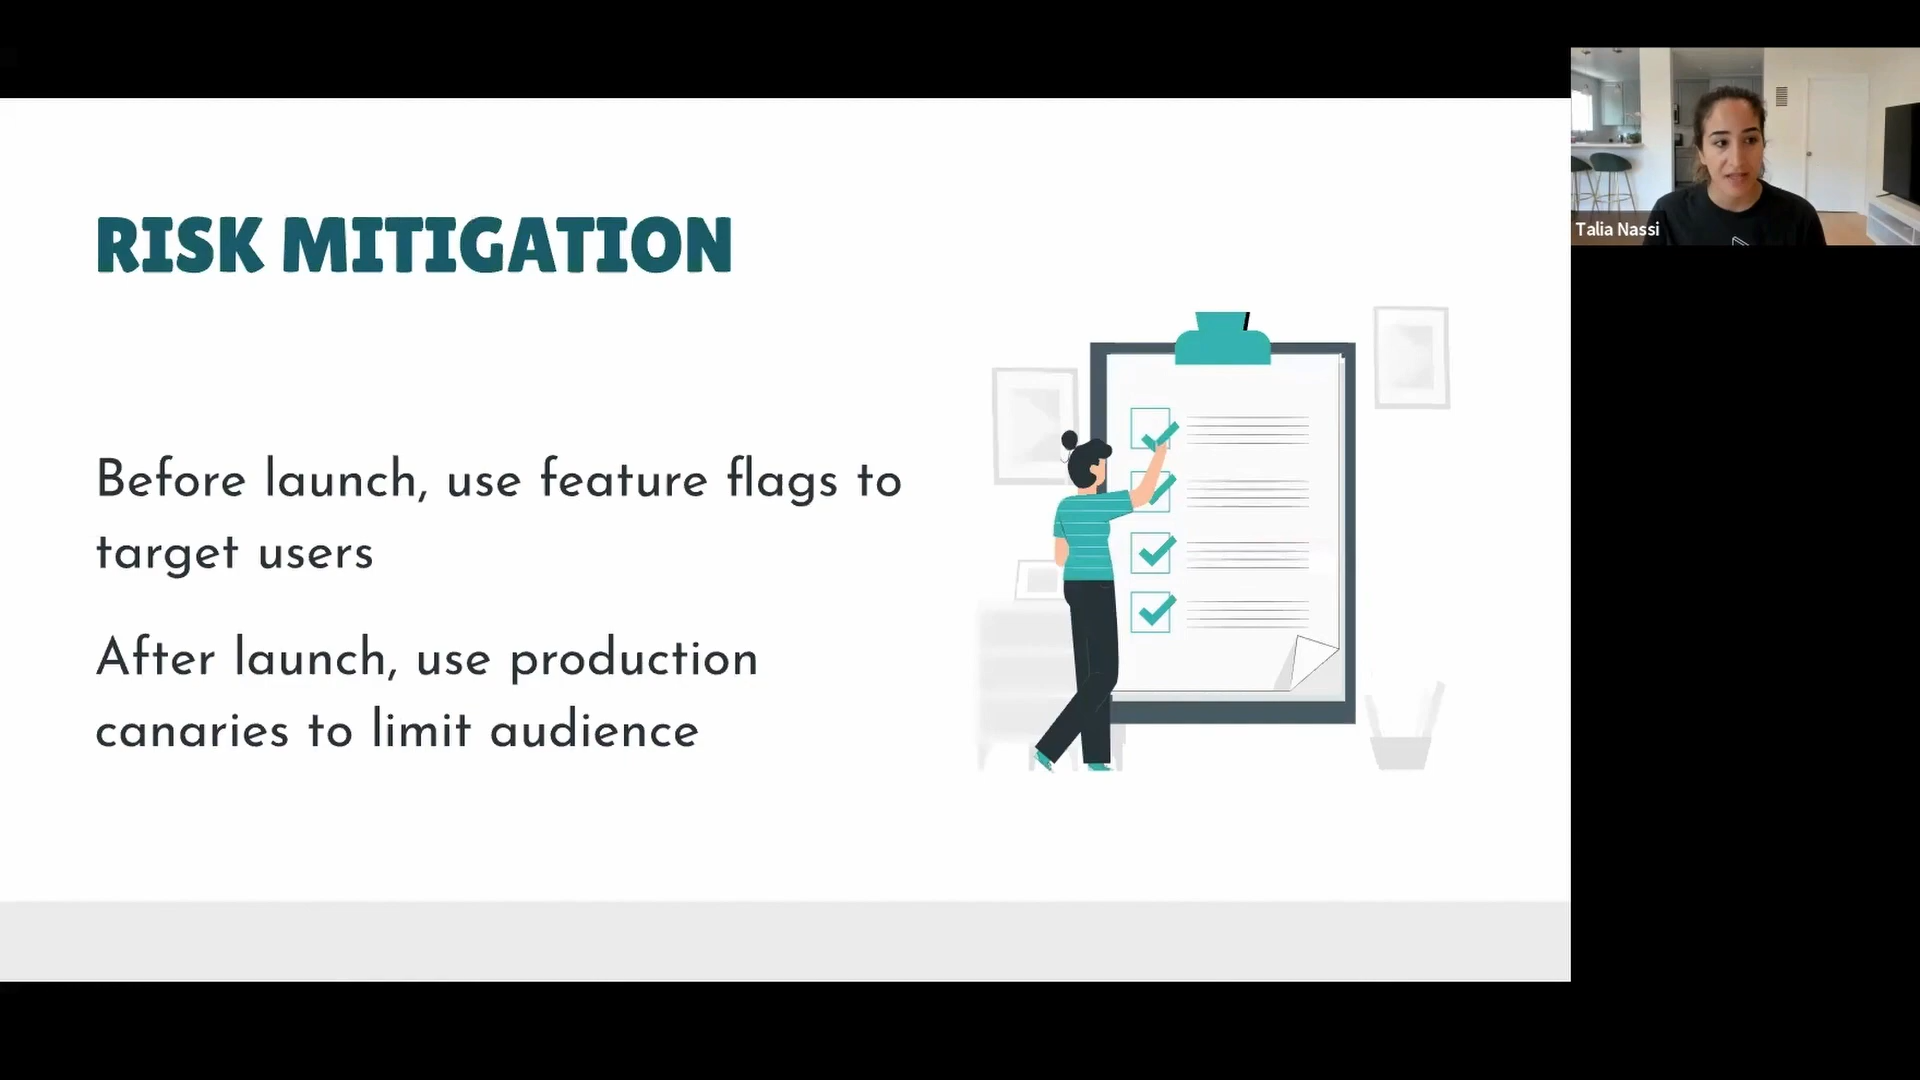 RISK MITIGATION
Before launch, use feature flags to
target users
After launch, use production
canaries to limit audience
Talia Nassi